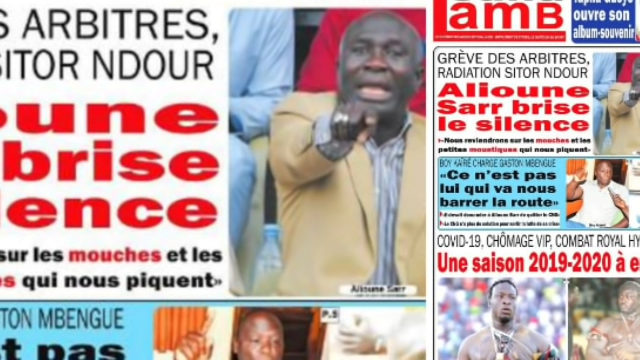 S ARBITRES,
SITOR NDOUR
oune
brise
lence
sur les mouches et les
es qui nous piquent»
Alioune Sarr
TON MBENGUE
P.5
t pas
Lamb
ouvre son
album-souvenir
GRÈVE DES ARBITRES,
RADIATION SITOR NDOUR
Alioune
Sarr brise
le silence
«Nous reviendrons sur les mouches et les
petites moustiques qui nous piquent»
BOY KAÏRÉ CHARGE GASTON MBENGUE
«Ce n'est pas
lui qui va nous
barrer la route»
COVID-19, CHÔMAGE VIP, COMBAT ROYAL HY
Une saison 2019-2020 à e